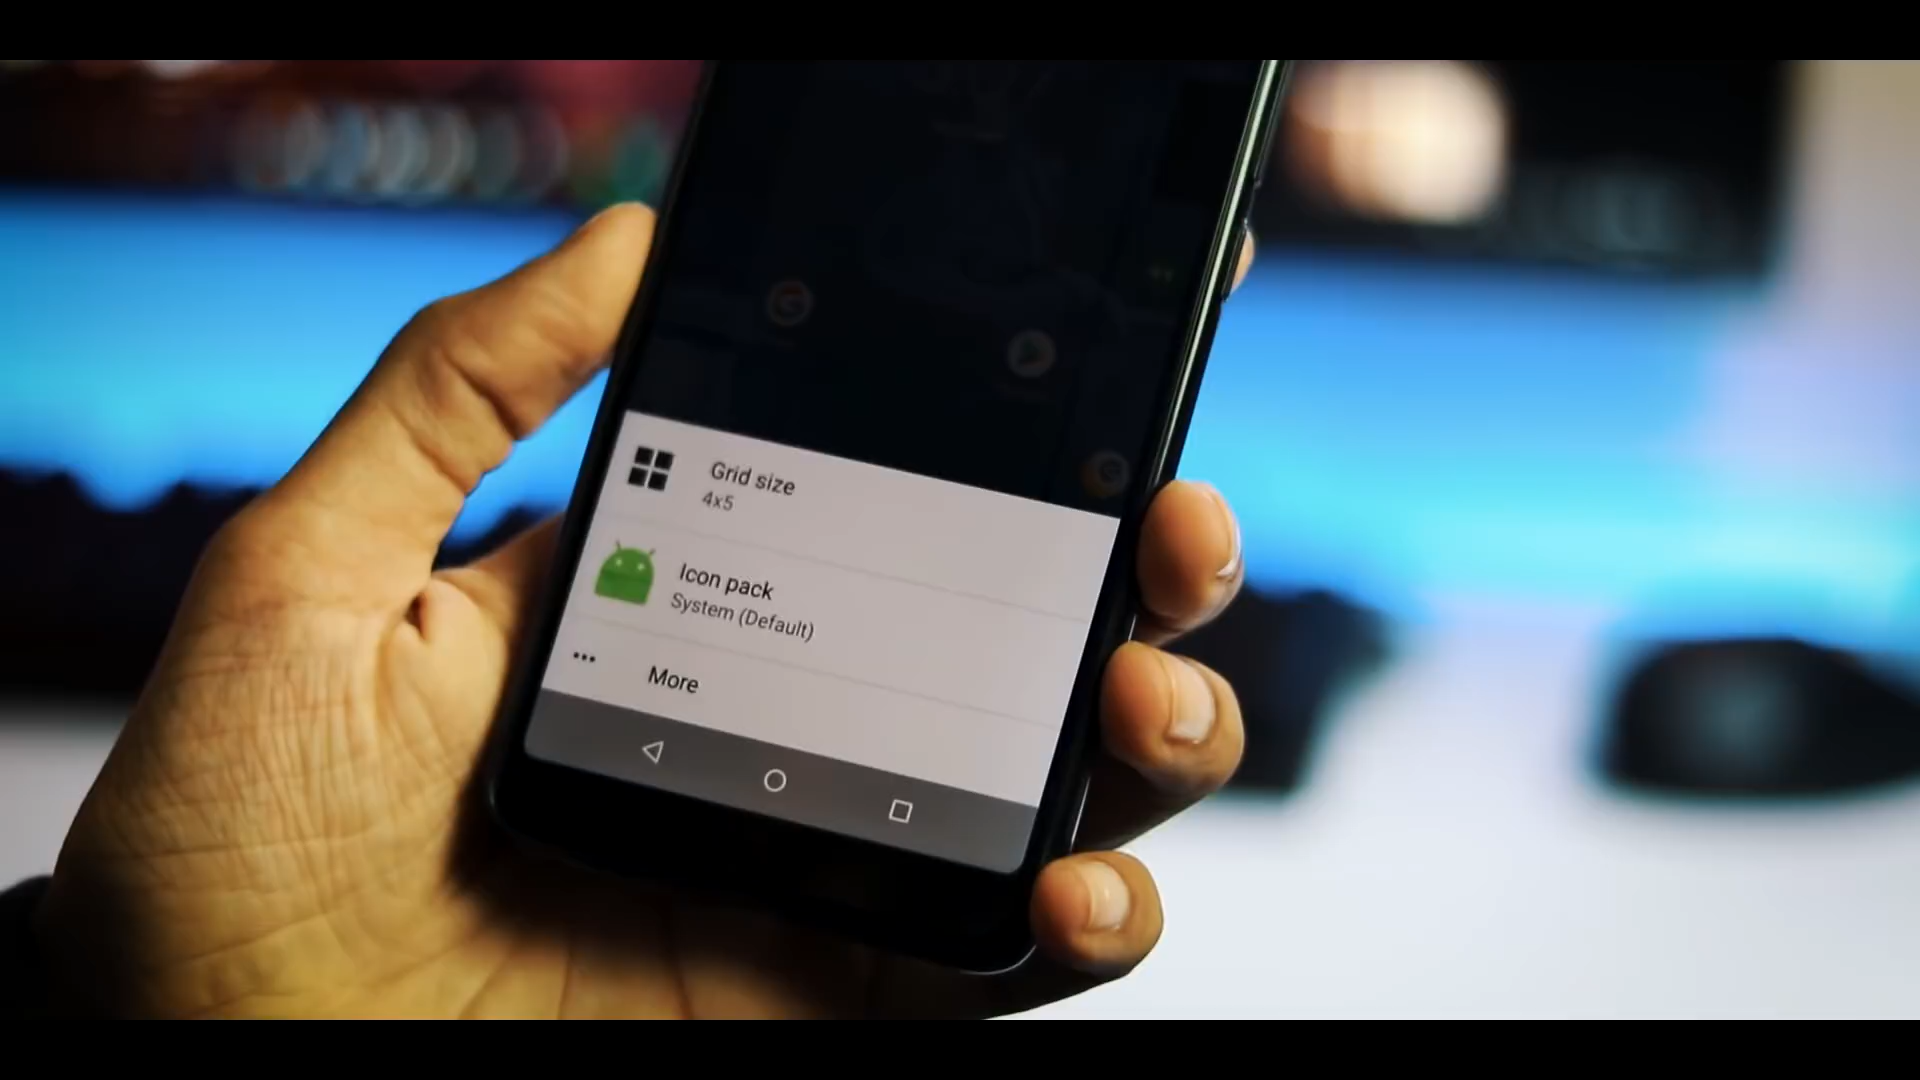 Grid size
4x5
Icon pack
System (Default)
More